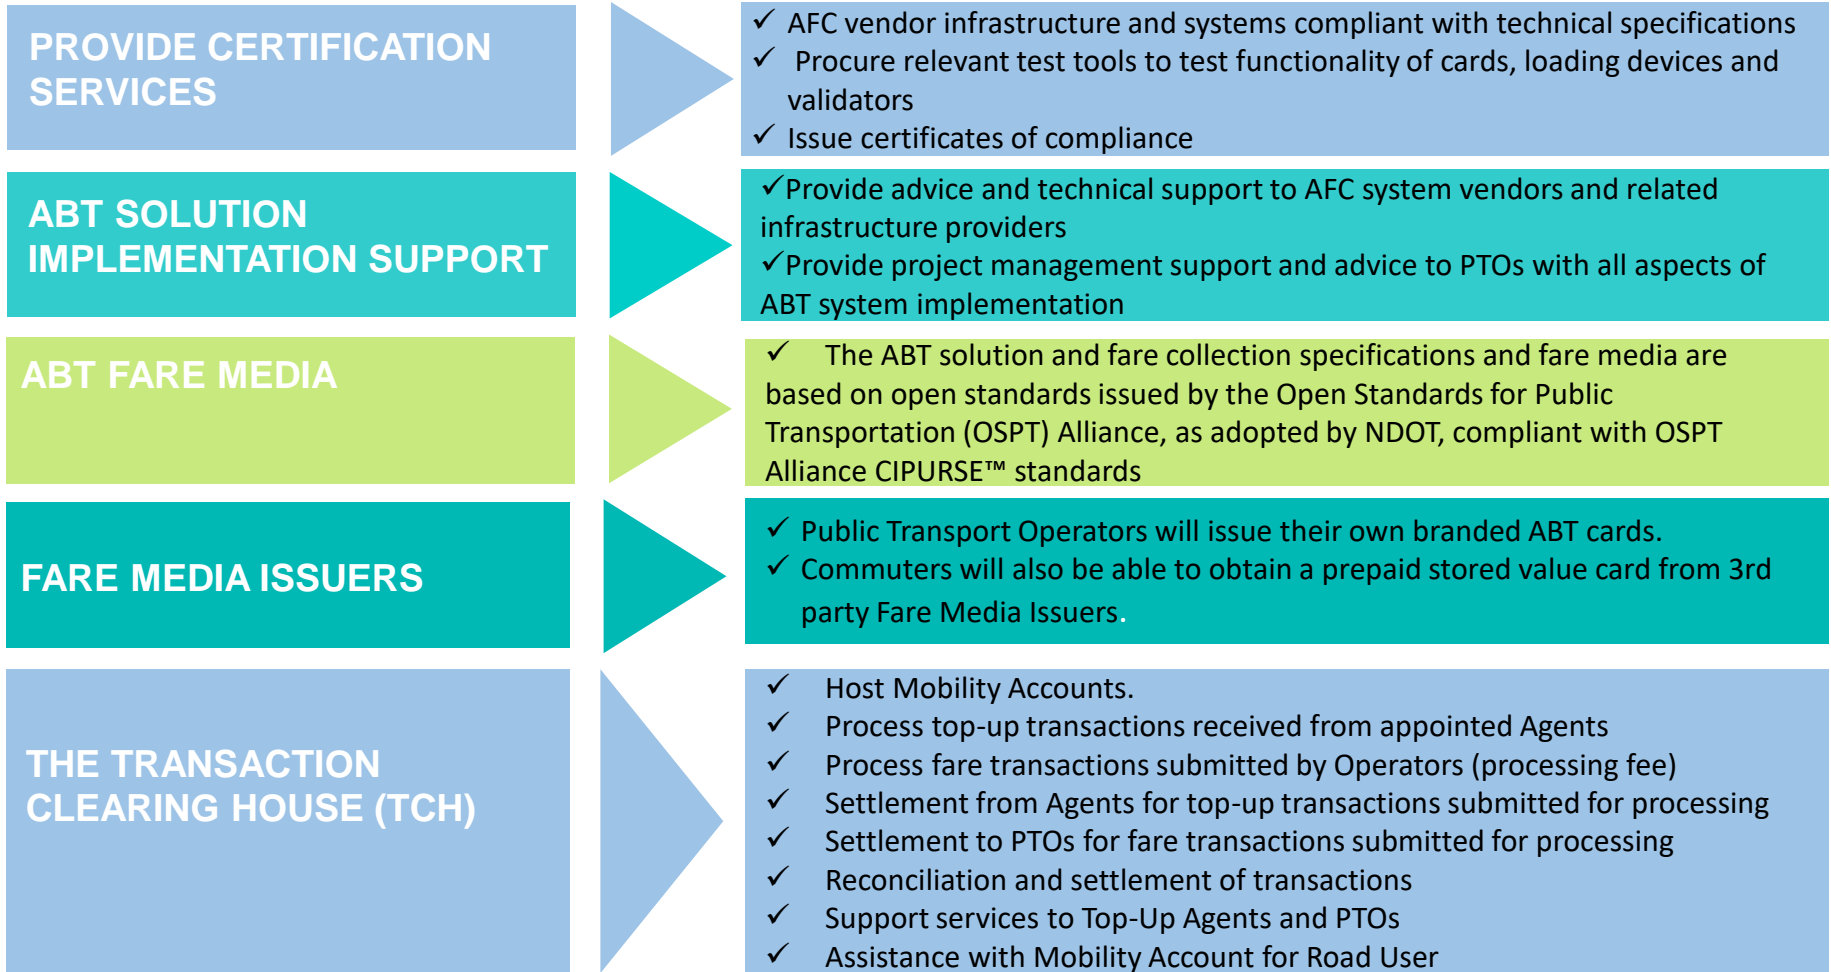 PROVIDE CERTIFICATION
SERVICES
✓ AFC vendor infrastructure and systems compliant with technical specifications
✓ Procure relevant test tools to test functionality of cards, loading devices and
validators
✓ Issue certificates of compliance
ABT SOLUTION
IMPLEMENTATION SUPPORT
✓Provide advice and technical support to AFC system vendors and related
infrastructure providers
✓Provide project management support and advice to PTOs with all aspects of
ABT system implementation
ABT FARE MEDIA
✓ The ABT solution and fare collection specifications and fare media are
based on open standards issued by the Open Standards for Public
Transportation (OSPT) Alliance, as adopted by NDOT, compliant with OSPT
Alliance CIPURSE™ standards
FARE MEDIA ISSUERS
✓ Public Transport Operators will issue their own branded ABT cards.
✓ Commuters will also be able to obtain a prepaid stored value card from 3rd
party Fare Media Issuers.
THE TRANSACTION
CLEARING HOUSE (TCH)
✓ Host Mobility Accounts.
✓ Process top-up transactions received from appointed Agents
✓ Process fare transactions submitted by Operators (processing fee)
✓ Settlement from Agents for top-up transactions submitted for processing
✓ Settlement to PTOs for fare transactions submitted for processing
✓ Reconciliation and settlement of transactions
✓ Support services to Top-Up Agents and PTOs
✓ Assistance with Mobility Account for Road User